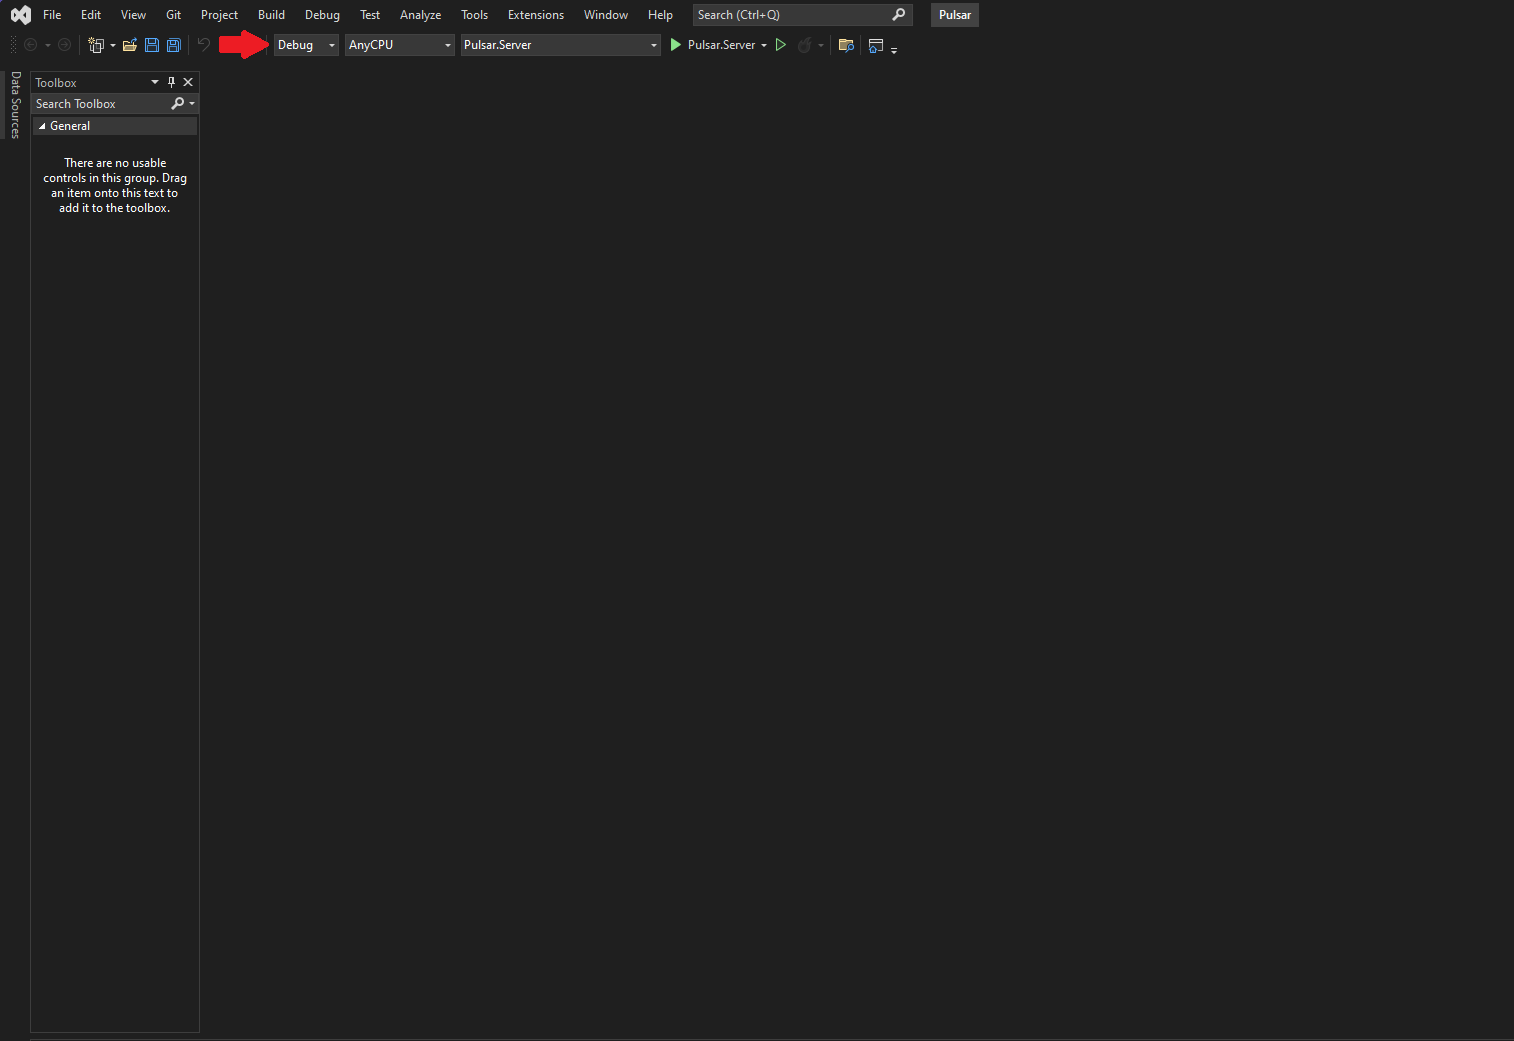 File Edit View Git Project Build Debug Test Analyze Tools Extensions Window Help Search (Ctrl+Q) Pulsar
Debug AnyCPU Pulsar.Server Pulsar.Server
Data Sources
Toolbox
Search Toolbox
General
There are no usable
controls in this group. Drag
an item onto this text to
add it to the toolbox.